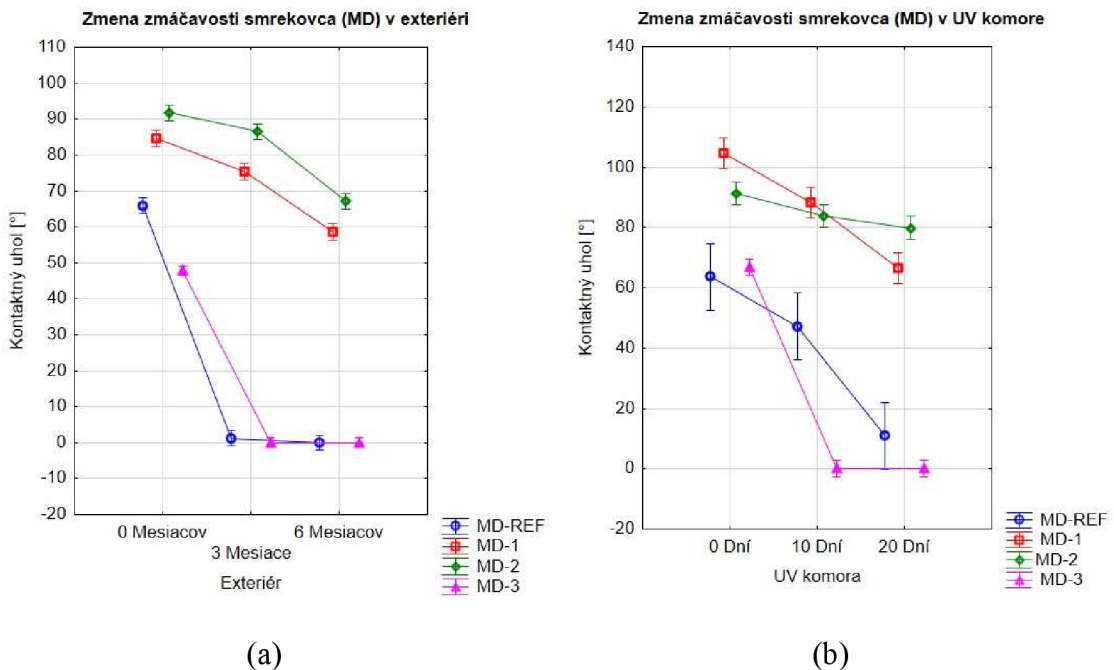 Zmena zmáčavosti smrekovca (MD) v exteriéri
110
100
90
80
70
60
50
40
30
20
10
0
-10
-20
Kontaktný uhol [°]
0 Mesiacov
3 Mesiace
6 Mesiacov
Exteriér
MD-REF
MD-1
MD-2
MD-3
(a)
Zmena zmáčavosti smrekovca (MD) v UV komore
140
120
100
80
60
40
20
0
-20
Kontaktný uhol [°]
0 Dní
10 Dní
20 Dní
UV komora
MD-REF
MD-1
MD-2
MD-3
(b)